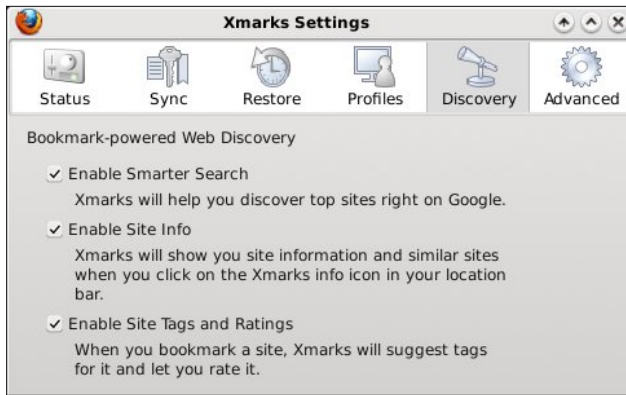 Xmarks Settings
Status Sync Restore Profiles Discovery Advanced
Bookmark-powered Web Discovery
Enable Smarter Search
Xmarks will help you discover top sites right on Google.
Enable Site Info
Xmarks will show you site information and similar sites
when you click on the Xmarks info icon in your location
bar.
Enable Site Tags and Ratings
When you bookmark a site, Xmarks will suggest tags
for it and let you rate it.